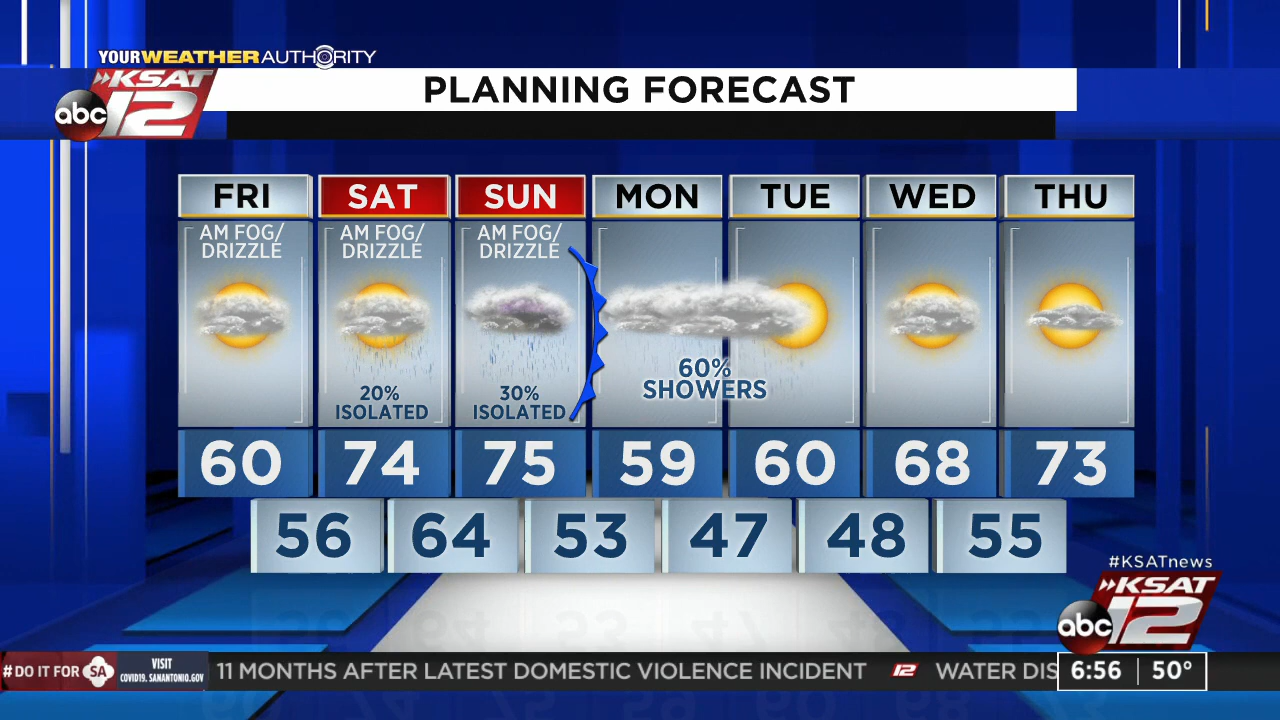 YOURWEATHERAUTHORITY
KSAT
abc 12
PLANNING FORECAST
FRI SAT SUN MON TUE WED THU
AM FOG/
DRIZZLE
AM FOG/
DRIZZLE
AM FOG/
DRIZZLE
20%
ISOLATED
30%
ISOLATED
60%
SHOWERS
60 74 75 59 60 68 73
56 64 53 47 48 55
#KSATnews
KSAT
abc 12
#DO IT FOR SA
VISIT
COVID19.SANANTONIO.GOV
11 MONTHS AFTER LATEST DOMESTIC VIOLENCE INCIDENT 12 WATER DIS
6:56 50°